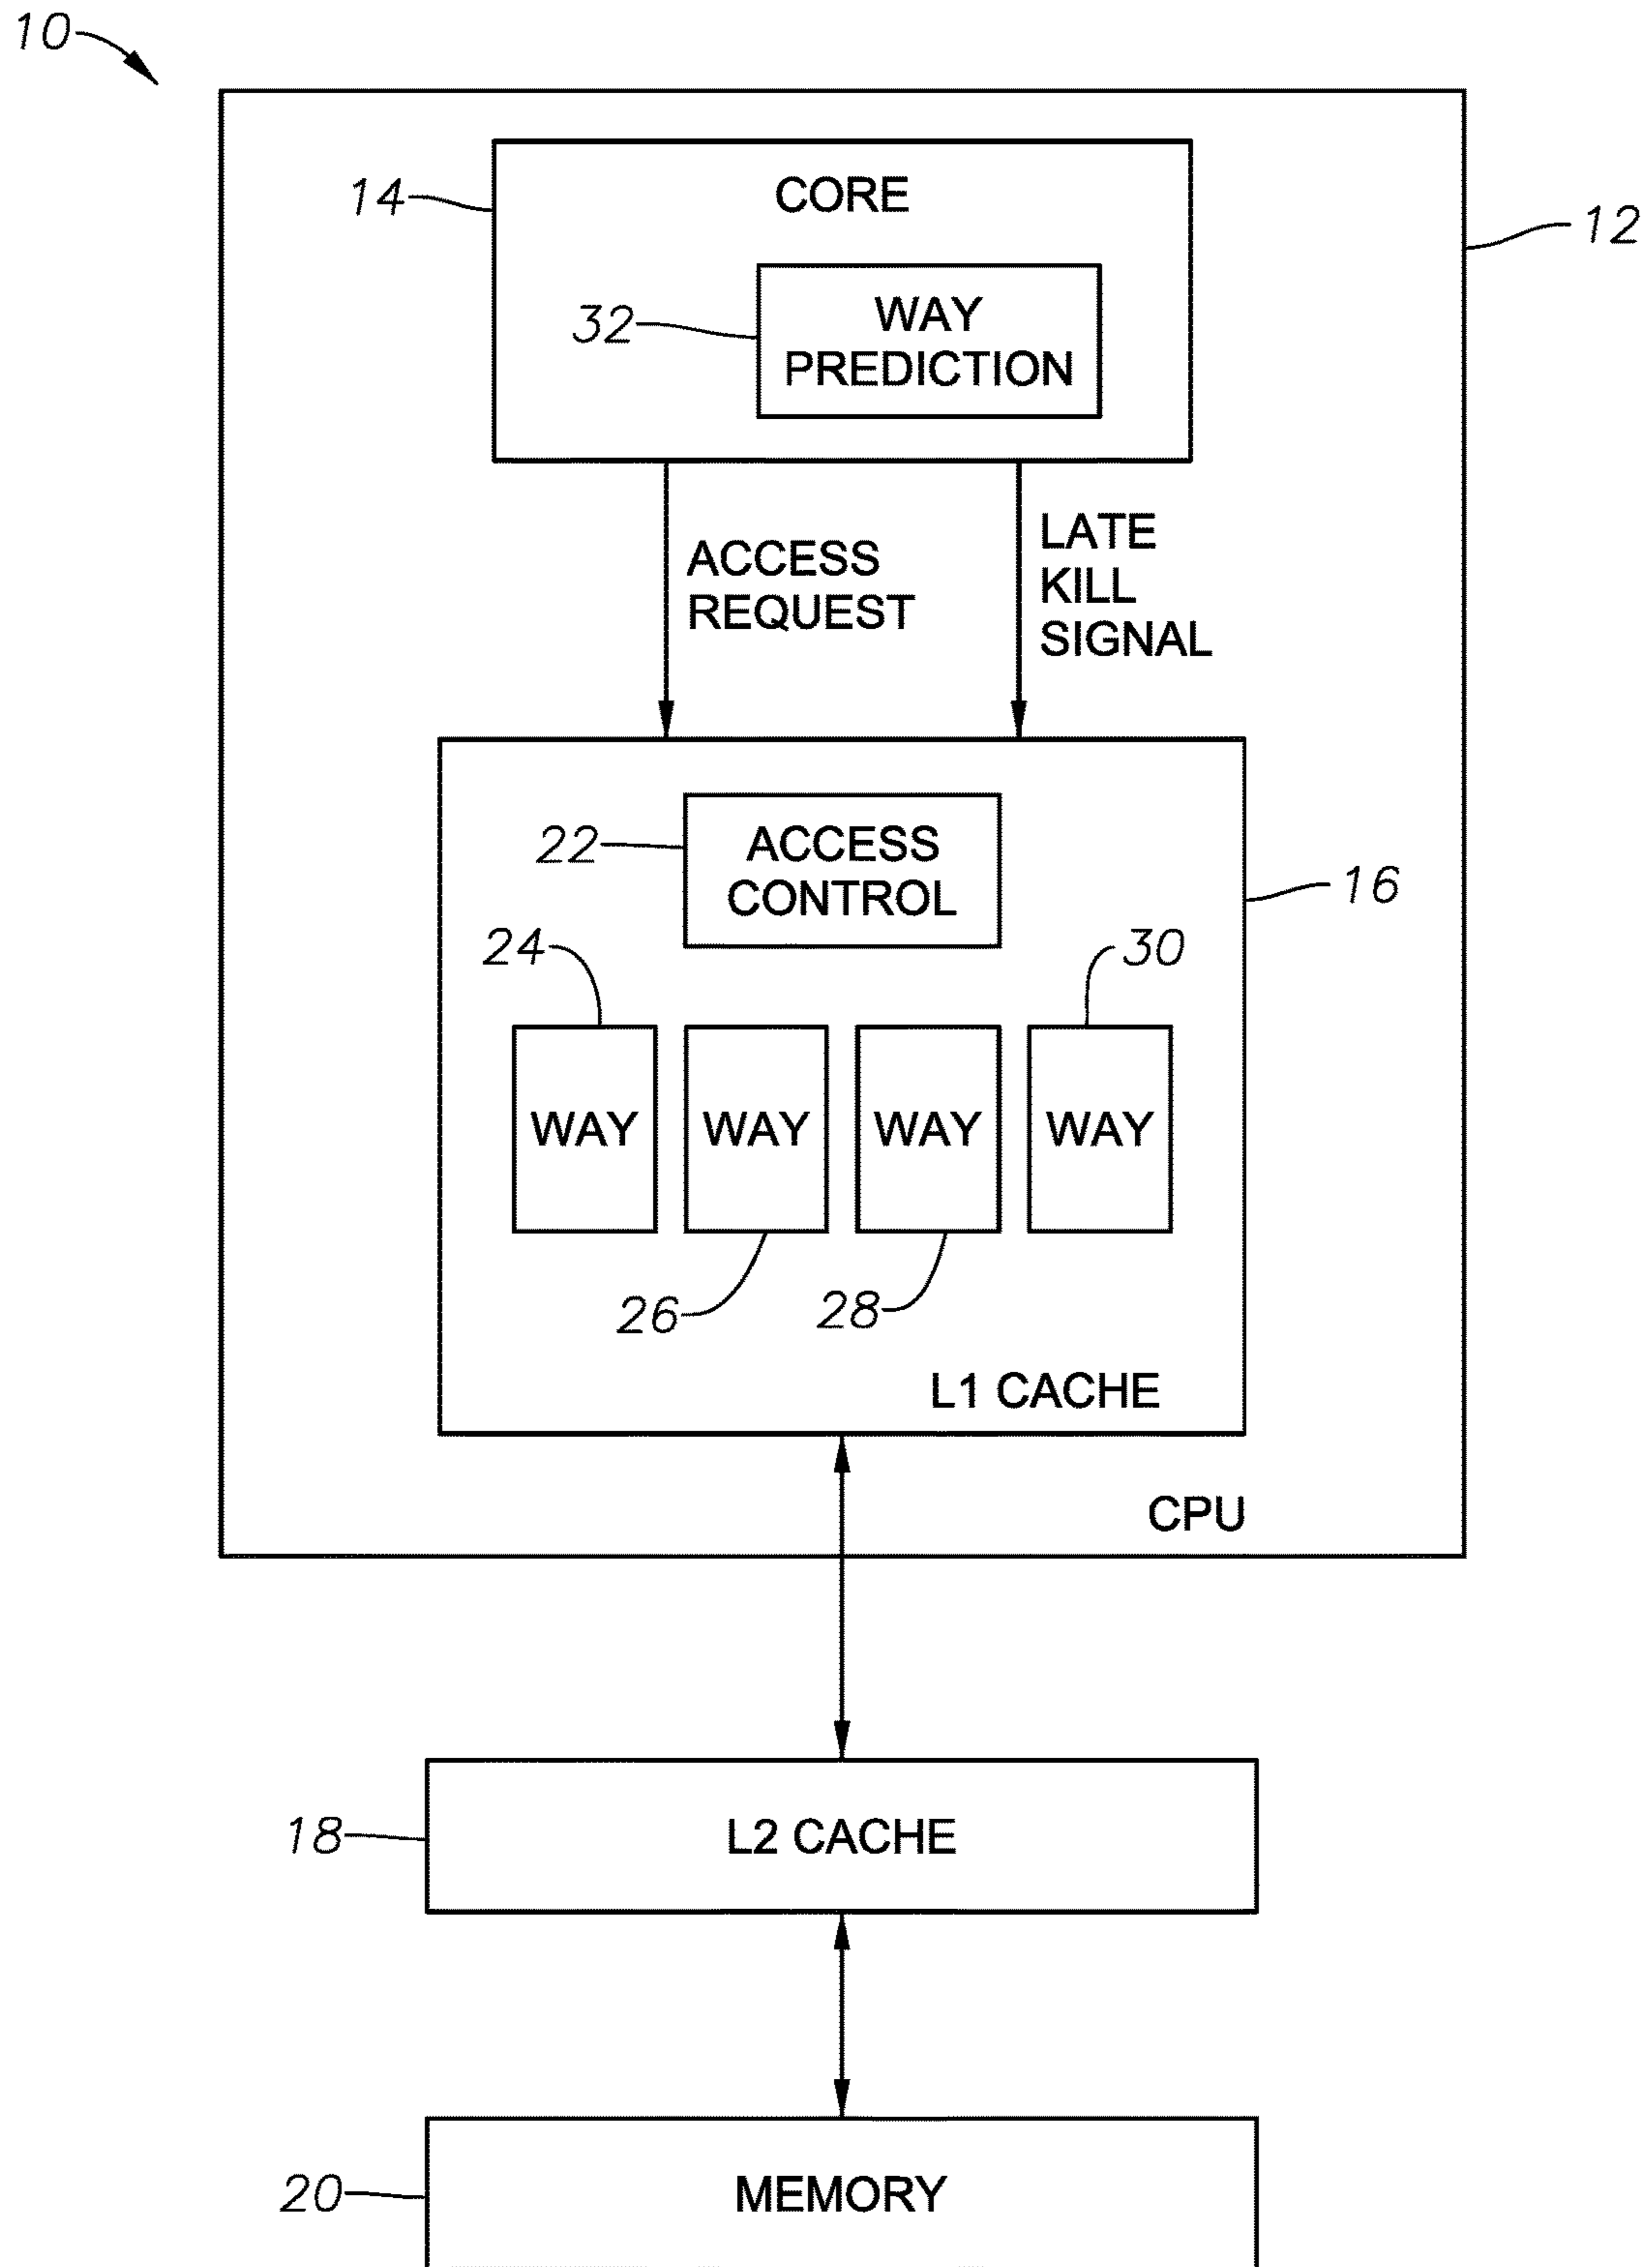 10
CORE
14
12
WAY
PREDICTION
32
ACCESS
REQUEST
LATE
KILL
SIGNAL
ACCESS
CONTROL
22
16
24
30
WAY WAY WAY WAY
26
28
L1 CACHE
CPU
18
L2 CACHE
20
MEMORY